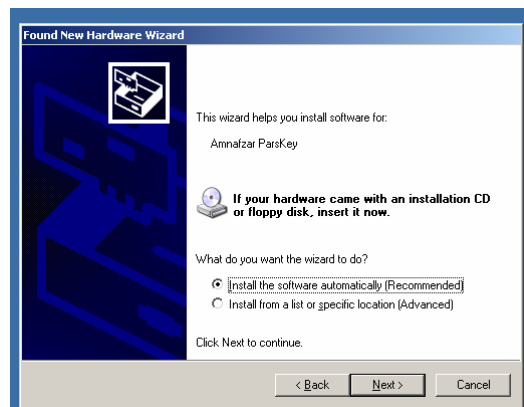 Found New Hardware Wizard
This wizard helps you install software for:
Amnafzar ParsKey
If your hardware came with an installation CD
or floppy disk, insert it now.
What do you want the wizard to do?
Install the software automatically (Recommended)
Install from a list or specific location (Advanced)
Click Next to continue.
< Back
Next >
Cancel